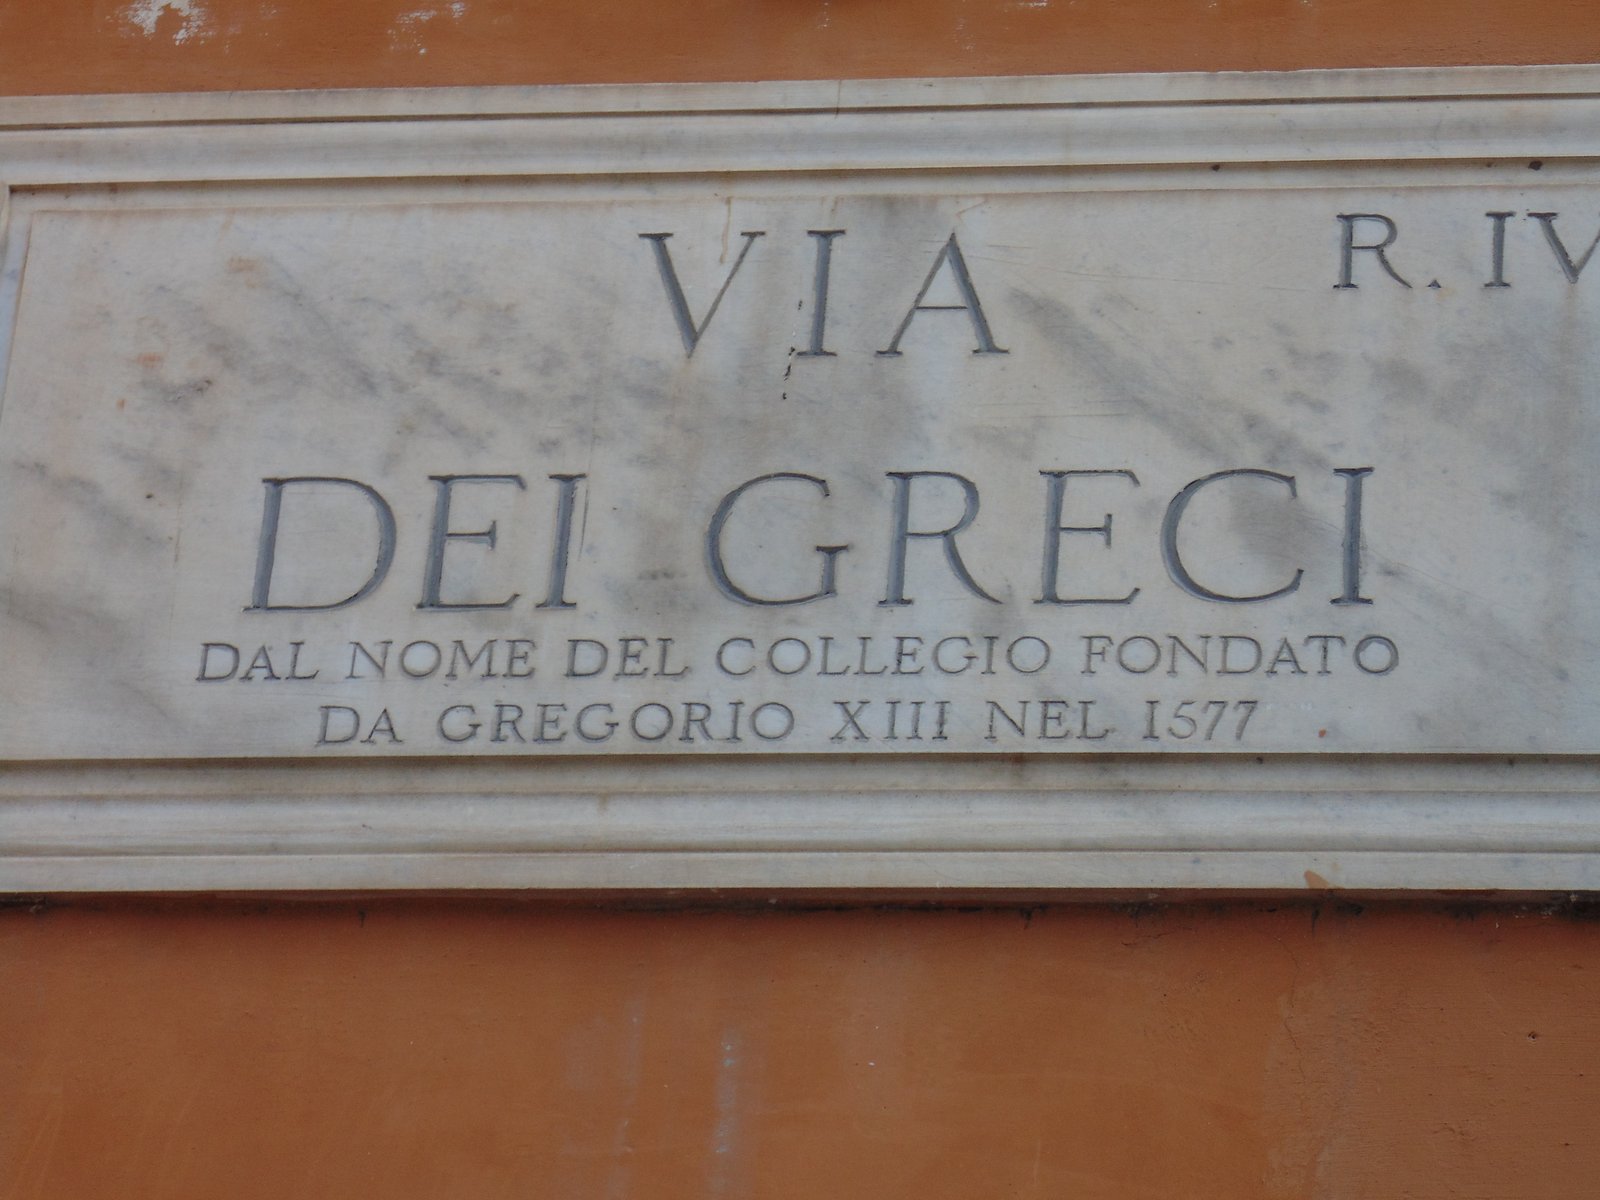 VIA
R. IV
DEI GRECI
DAL NOME DEL COLLEGIO FONDATO
DA GREGORIO XIII NEL 1577